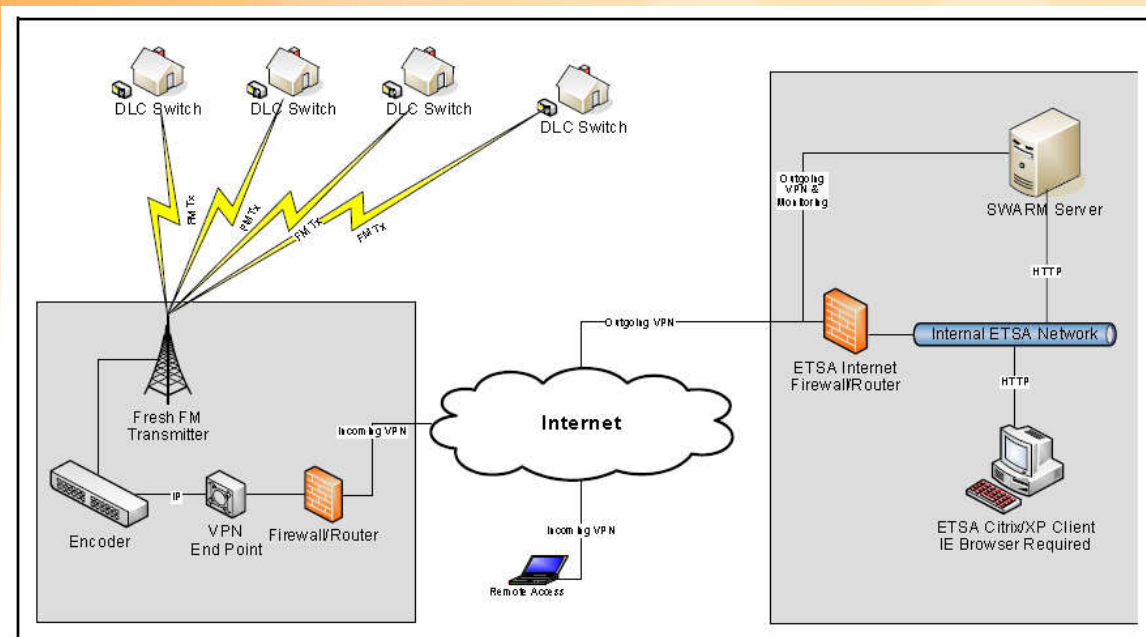 DLC Switch
DLC Switch
DLC Switch
DLC Switch
FM Tx
FM Tx
FM Tx
FM Tx
Outgoing
VPN &
Monitoring
SWARM Server
HTTP
Outgoing VPN
Internal ETSA Network
ETSA Internet
Firewall/Router
HTTP
Fresh FM
Transmitter
Internet
Incoming VPN
IP
Encoder
VPN
End Point
Firewall/Router
Incoming VPN
Remote Access
ETSA Citrix/XP Client
IE Browser Required